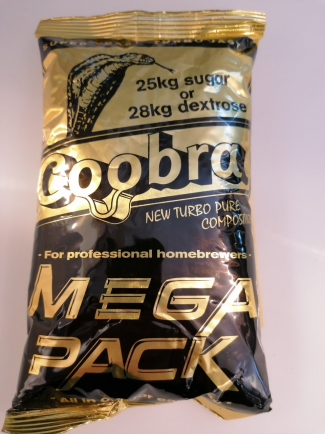 25kg sugar
or
28kg dextrose
Coobra
NEW TURBO PURE
- For professional homebrewers -
MEGA
PACK